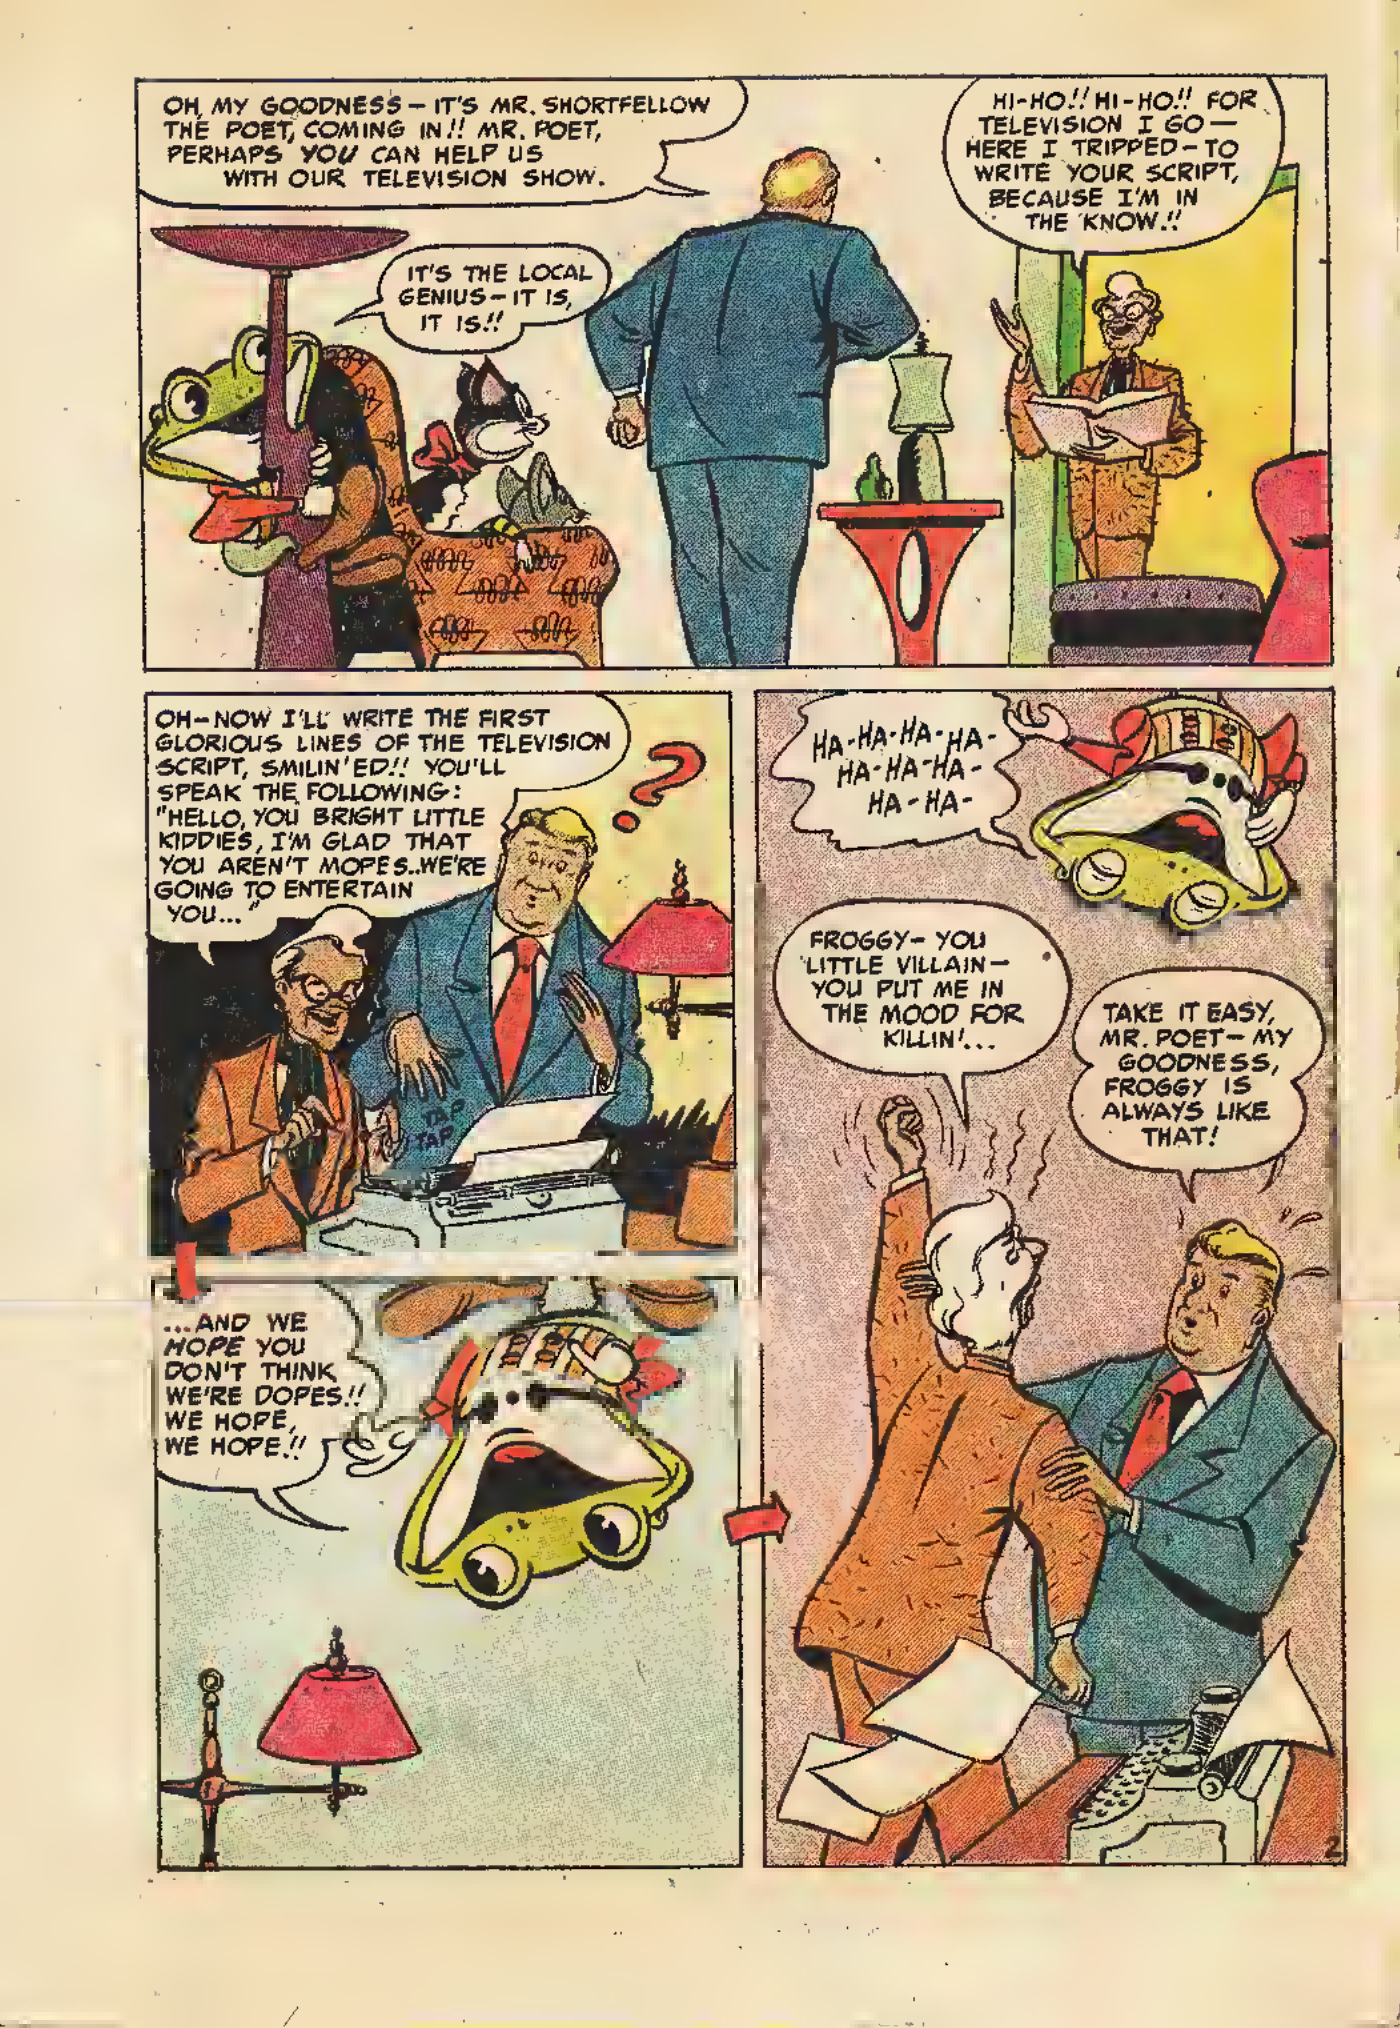 OH, MY GOODNESS — IT'S MR. SHORTFELLOW
THE POET, COMING IN!! MR. POET,
PERHAPS YOU CAN HELP US
WITH OUR TELEVISION SHOW.
IT'S THE LOCAL
GENIUS — IT IS,
IT IS!!
HI-HO!! HI-HO!! FOR
TELEVISION I GO —
HERE I TRIPPED — TO
WRITE YOUR SCRIPT,
BECAUSE I'M IN
THE KNOW.!!
OH — NOW I'LL WRITE THE FIRST
GLORIOUS LINES OF THE TELEVISION
SCRIPT, SMILIN' ED!! YOU'LL
SPEAK THE FOLLOWING:
"HELLO, YOU BRIGHT LITTLE
KIDDIES, I'M GLAD THAT
YOU AREN'T MOPES..WE'RE
GOING TO ENTERTAIN
YOU..."
?
TAP
TAP
...AND WE
HOPE YOU
DON'T THINK
WE'RE DOPES!!
WE HOPE,
WE HOPE!!
HA-HA-HA-HA-
HA-HA-HA-
HA-HA-
FROGGY — YOU
LITTLE VILLAIN —
YOU PUT ME IN
THE MOOD FOR
KILLIN'...
TAKE IT EASY,
MR. POET — MY
GOODNESS,
FROGGY IS
ALWAYS LIKE
THAT!
2